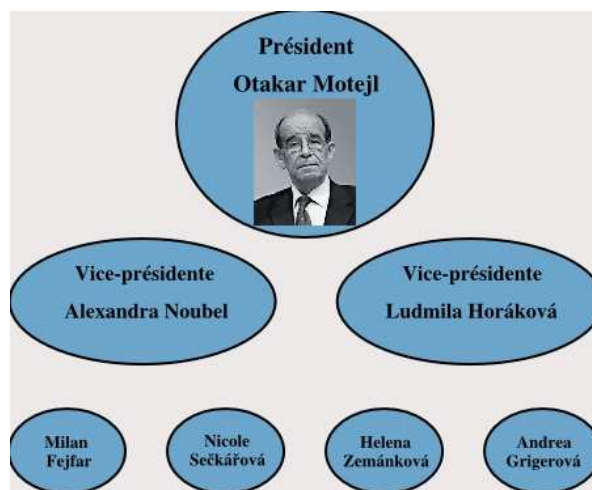 Président
Otakar Motejl
Vice-présidente
Alexandra Noubel
Vice-présidente
Ludmila Horáková
Milan
Fejfar
Nicole
Sečkářová
Helena
Zemánková
Andrea
Grigerová